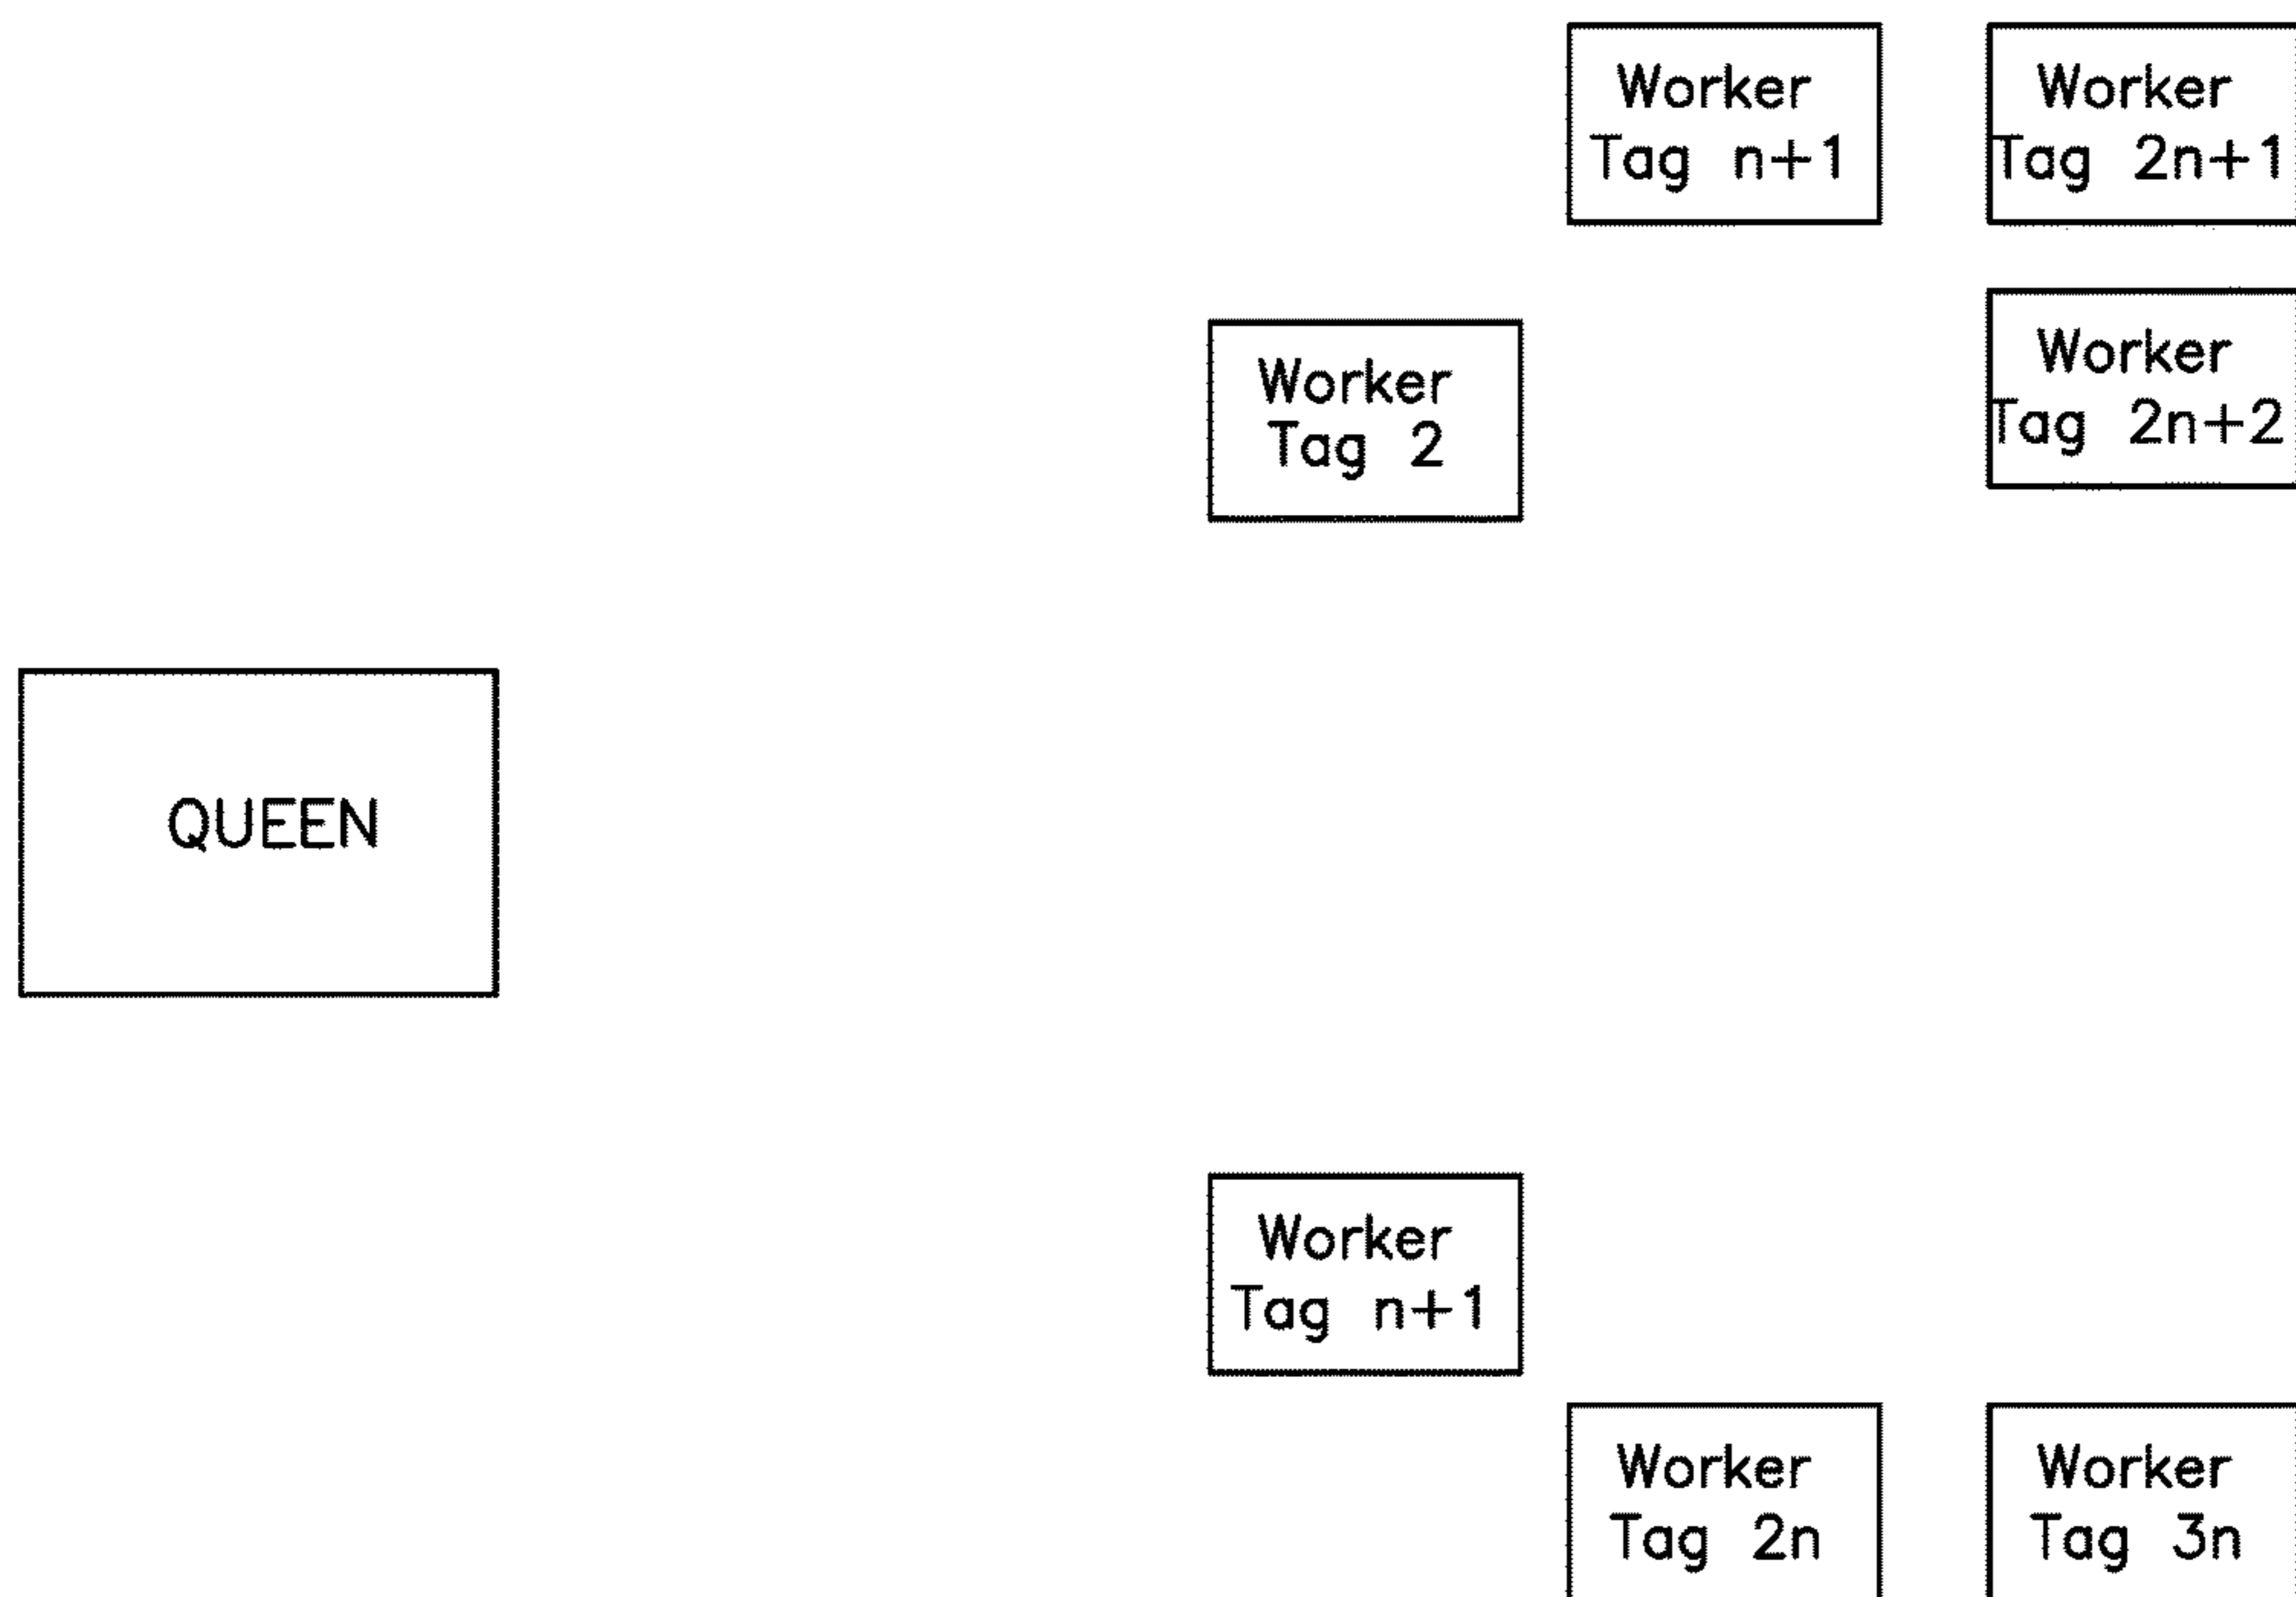 Worker
Tag n+1
Worker
Tag 2n+1
Worker
Tag 2
Worker
Tag 2n+2
QUEEN
Worker
Tag n+1
Worker
Tag 2n
Worker
Tag 3n